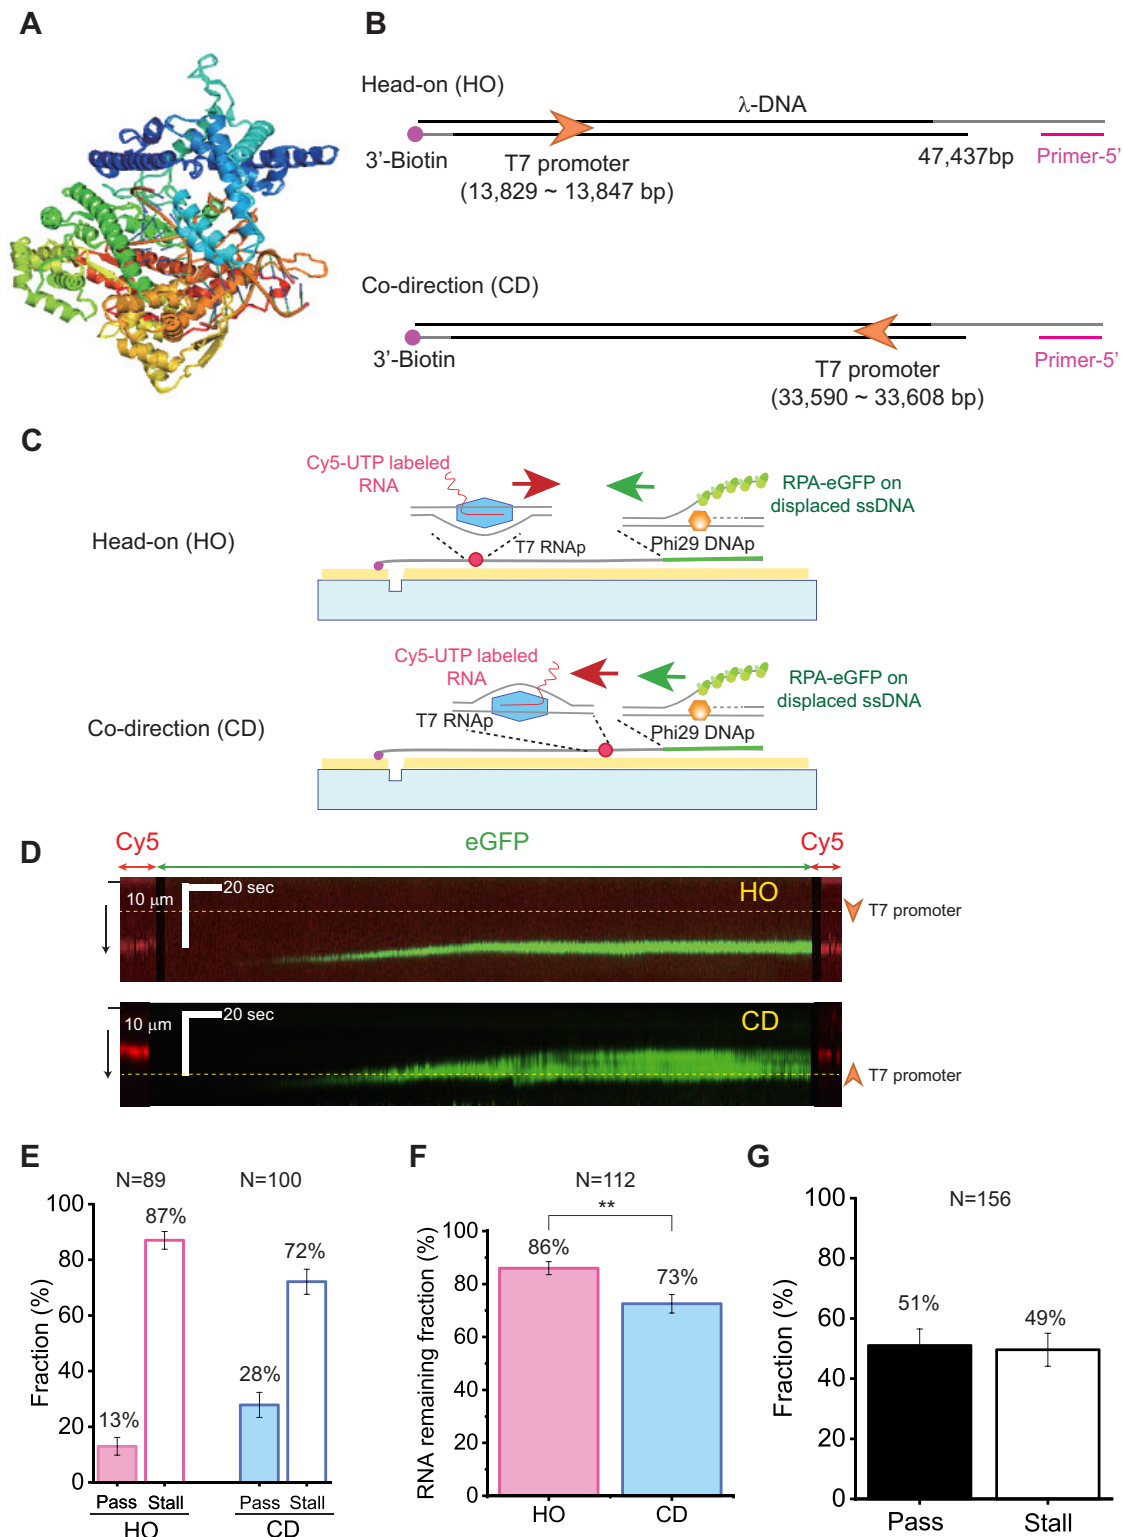 A
B
Head-on (HO)
λ-DNA
3'-Biotin
T7 promoter
(13,829 ~ 13,847 bp)
47,437bp
Primer-5'
Co-direction (CD)
3'-Biotin
T7 promoter
(33,590 ~ 33,608 bp)
Primer-5'
C
Head-on (HO)
Cy5-UTP labeled
RNA
T7 RNAp
Phi29 DNAp
RPA-eGFP on
displaced ssDNA
Co-direction (CD)
Cy5-UTP labeled
RNA
T7 RNAp
Phi29 DNAp
RPA-eGFP on
displaced ssDNA
D
Cy5
eGFP
Cy5
10 μm
20 sec
HO
T7 promoter
10 μm
20 sec
CD
T7 promoter
E
N=89
N=100
Fraction (%)
100
80
60
40
20
0
13%
87%
28%
72%
Pass
Stall
Pass
Stall
HO
CD
F
N=112
**
RNA remaining fraction (%)
100
80
60
40
20
0
86%
73%
HO
CD
G
N=156
Fraction (%)
100
80
60
40
20
0
51%
49%
Pass
Stall